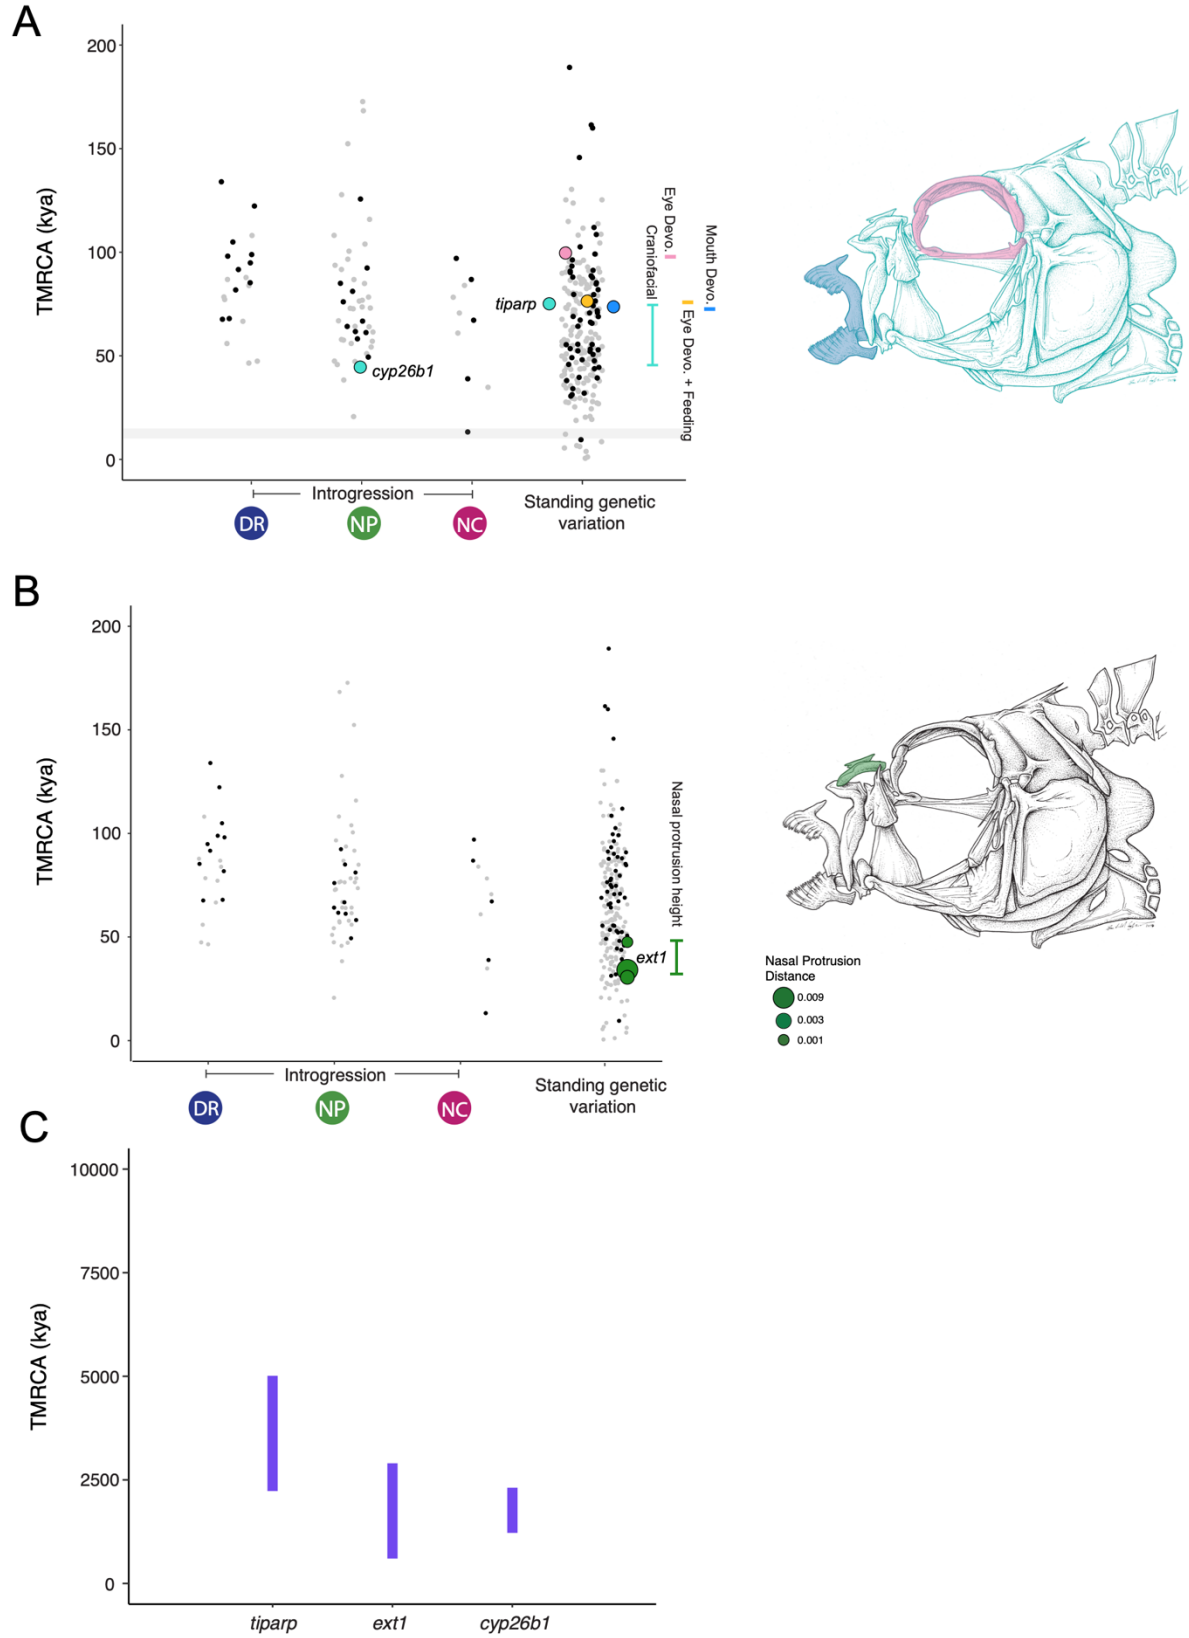 A
TMRCA (kya)
200
150
100
50
0
tiparp
cyp26b1
Eye Devo.
Craniofacial
Mouth Devo.
Eye Devo. + Feeding
Introgression
DR
NP
NC
Standing genetic
variation
B
TMRCA (kya)
200
150
100
50
0
ext1
Nasal protrusion height
Nasal Protrusion
Distance
0.009
0.003
0.001
Introgression
DR
NP
NC
Standing genetic
variation
C
TMRCA (kya)
10000
7500
5000
2500
0
tiparp
ext1
cyp26b1